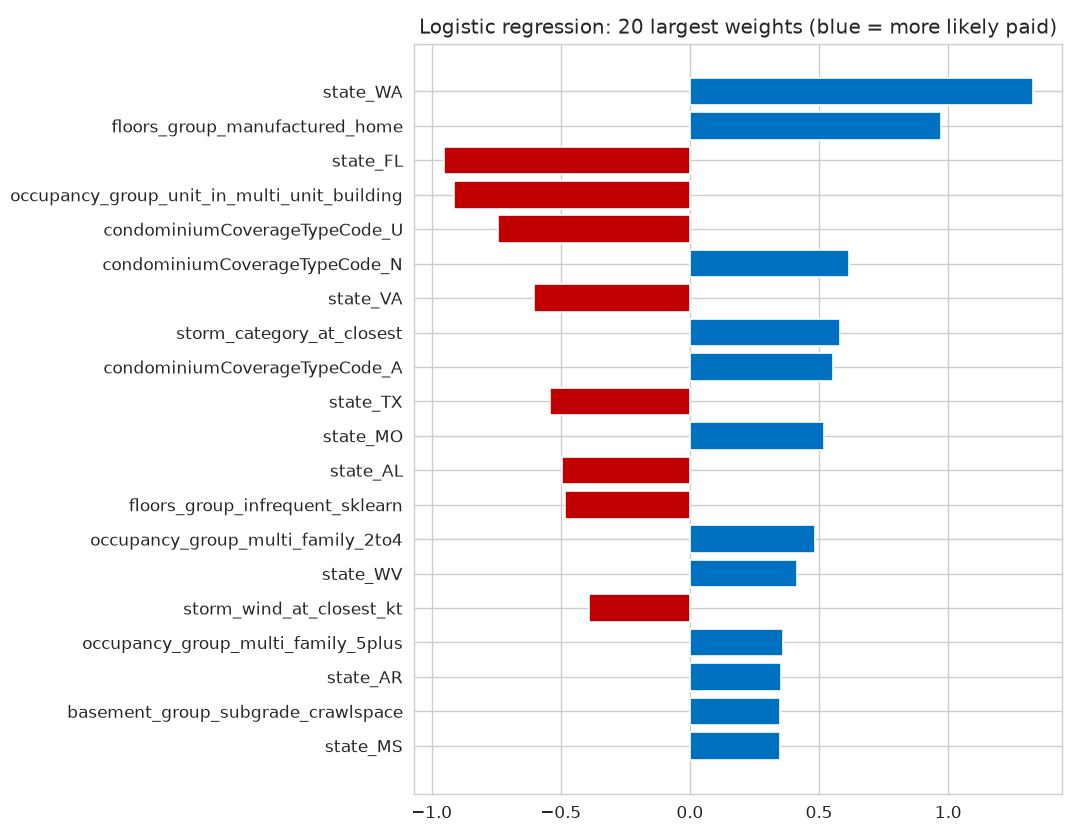 Logistic regression: 20 largest weights (blue = more likely paid)
state_WA
floors_group_manufactured_home
state_FL
occupancy_group_unit_in_multi_unit_building
condominiumCoverageTypeCode_U
condominiumCoverageTypeCode_N
state_VA
storm_category_at_closest
condominiumCoverageTypeCode_A
state_TX
state_MO
state_AL
floors_group_infrequent_sklearn
occupancy_group_multi_family_2to4
state_WV
storm_wind_at_closest_kt
occupancy_group_multi_family_5plus
state_AR
basement_group_subgrade_crawlspace
state_MS
−1.0 −0.5 0.0 0.5 1.0